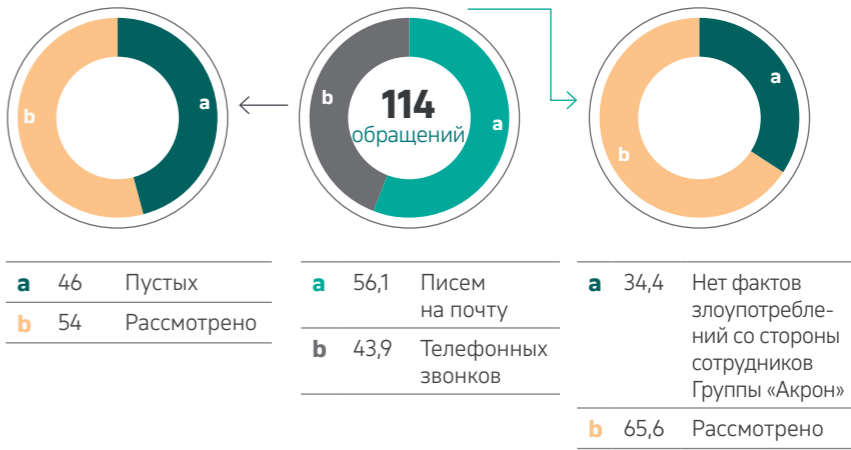 b
a
b
114
обращений
a
a
b
a 46 Пустых
b 54 Рассмотрено
a 56,1 Писем
на почту
b 43,9 Телефонных
звонков
a 34,4 Нет фактов
злоупотребле-
ний со стороны
сотрудников
Группы «Акрон»
b 65,6 Рассмотрено